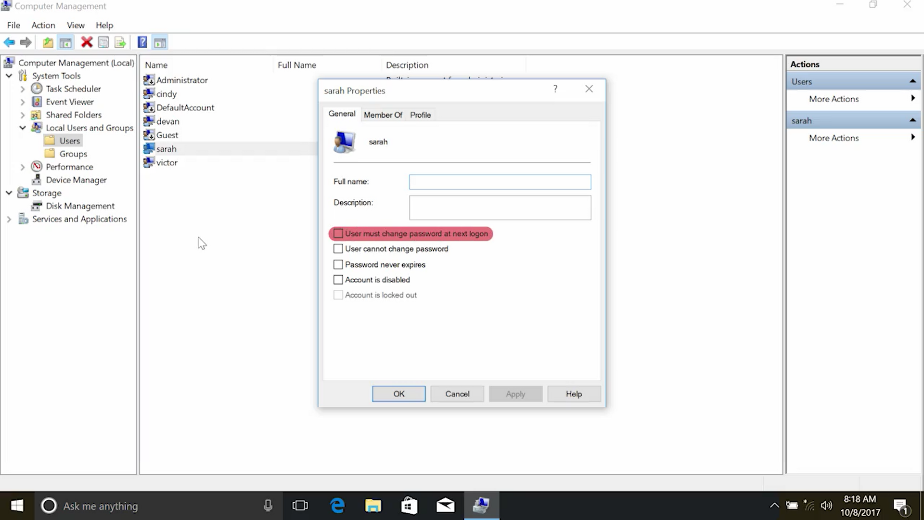 Computer Management
File Action View Help
Computer Management (Local)
System Tools
Task Scheduler
Event Viewer
Shared Folders
Local Users and Groups
Users
Groups
Performance
Device Manager
Storage
Disk Management
Services and Applications
Name Full Name Description
Administrator
cindy
DefaultAccount
devan
Guest
sarah
victor
sarah Properties
?
General Member Of Profile
sarah
Full name:
Description:
User must change password at next logon
User cannot change password
Password never expires
Account is disabled
Account is locked out
OK Cancel Apply Help
Actions
Users
More Actions
sarah
More Actions
Ask me anything
8:18 AM
10/8/2017
1